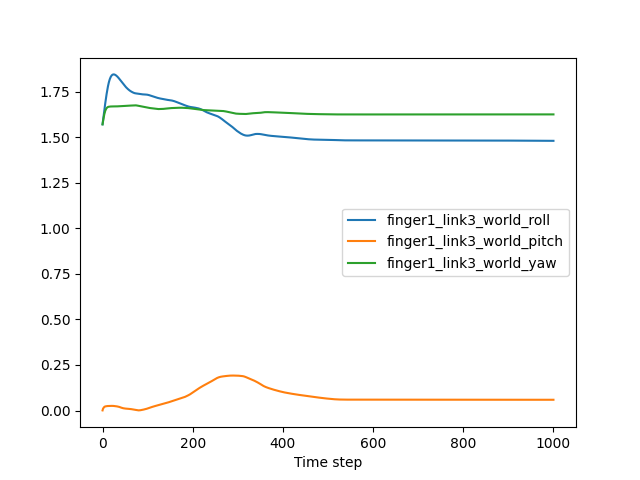 1.75
1.50
1.25
1.00
0.75
0.50
0.25
0.00
finger1_link3_world_roll
finger1_link3_world_pitch
finger1_link3_world_yaw
0 200 400 600 800 1000
Time step